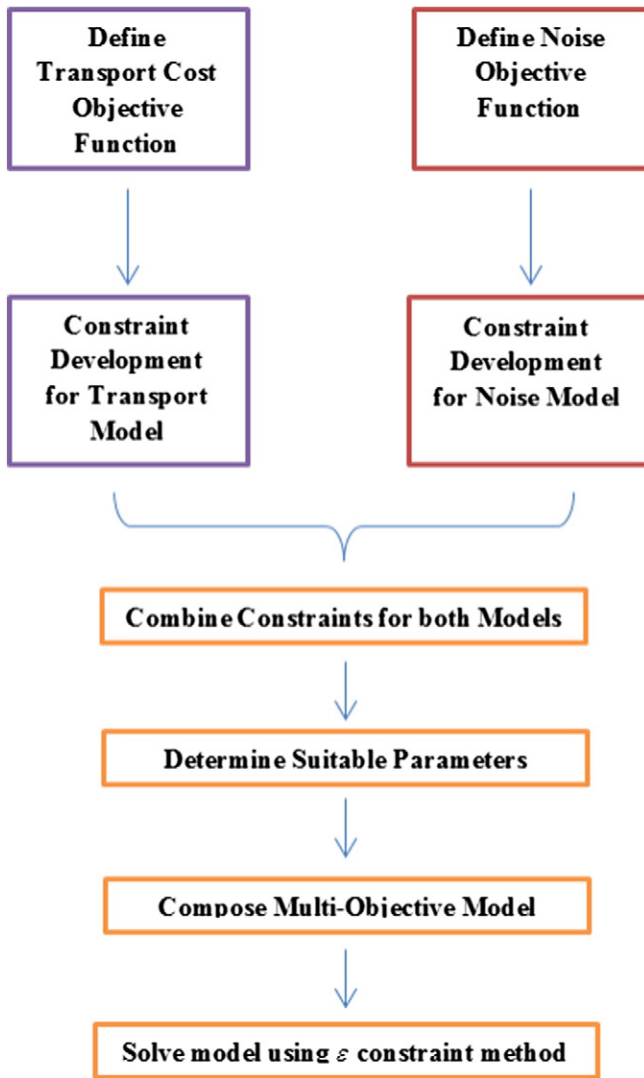 Define
Transport Cost
Objective
Function
Define Noise
Objective
Function
Constraint
Development
for Transport
Model
Constraint
Development
for Noise Model
Combine Constraints for both Models
Determine Suitable Parameters
Compose Multi-Objective Model
Solve model using ε constraint method